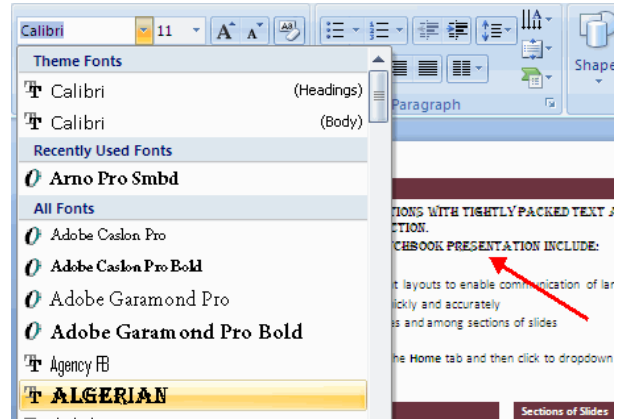 Calibri 11
Shape
Paragraph
Theme Fonts
Calibri (Headings)
Calibri (Body)
Recently Used Fonts
Arno Pro Smbd
All Fonts
Adobe Caslon Pro
Adobe Caslon Pro Bold
Adobe Garamond Pro
Adobe Garamond Pro Bold
Agency FB
ALGERIAN
TIONS WITH TIGHTLY PACKED TEXT A
CTION.
TCHBOOK PRESENTATION INCLUDE:
t layouts to enable communication of lar
ickly and accurately
es and among sections of slides
he Home tab and then click to dropdown
Sections of Slides